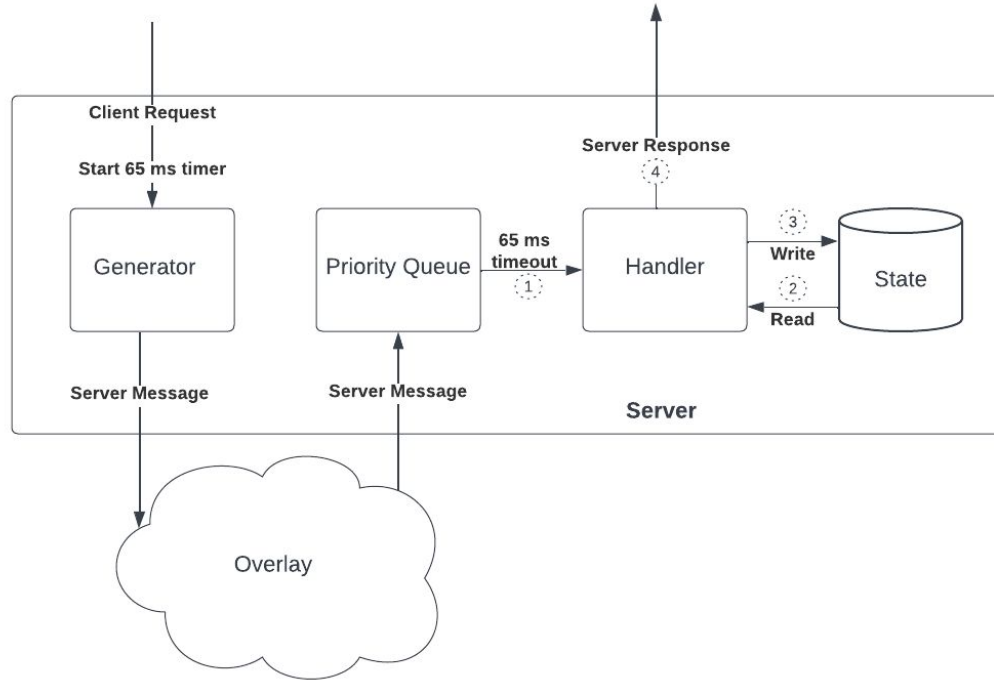 Client Request
Start 65 ms timer
Generator
Server Message
Priority Queue
Server Message
65 ms
timeout
1
Server Response
4
Handler
3
Write
2
Read
State
Server
Overlay